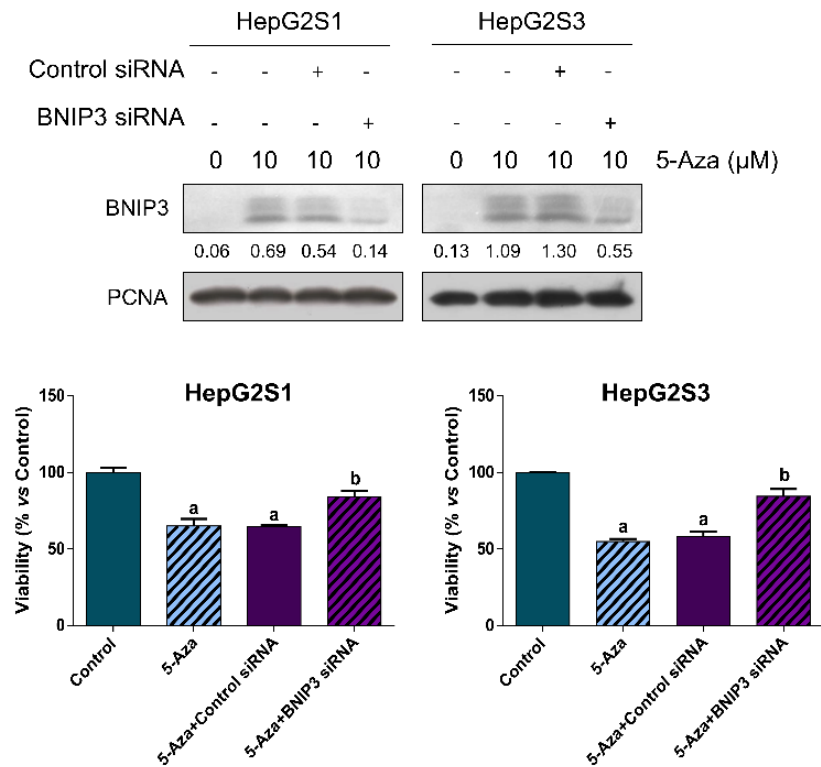 HepG2S1 HepG2S3
Control siRNA - - + - - - + -
BNIP3 siRNA - - - + - - - +
0 10 10 10 0 10 10 10 5-Aza (µM)
BNIP3
0.06 0.69 0.54 0.14 0.13 1.09 1.30 0.55
PCNA
HepG2S1
Viability (% vs Control)
150
100
50
0
a
a
b
Control
5-Aza
5-Aza+Control siRNA
5-Aza+BNIP3 siRNA
HepG2S3
Viability (% vs Control)
150
100
50
0
a
a
b
Control
5-Aza
5-Aza+Control siRNA
5-Aza+BNIP3 siRNA